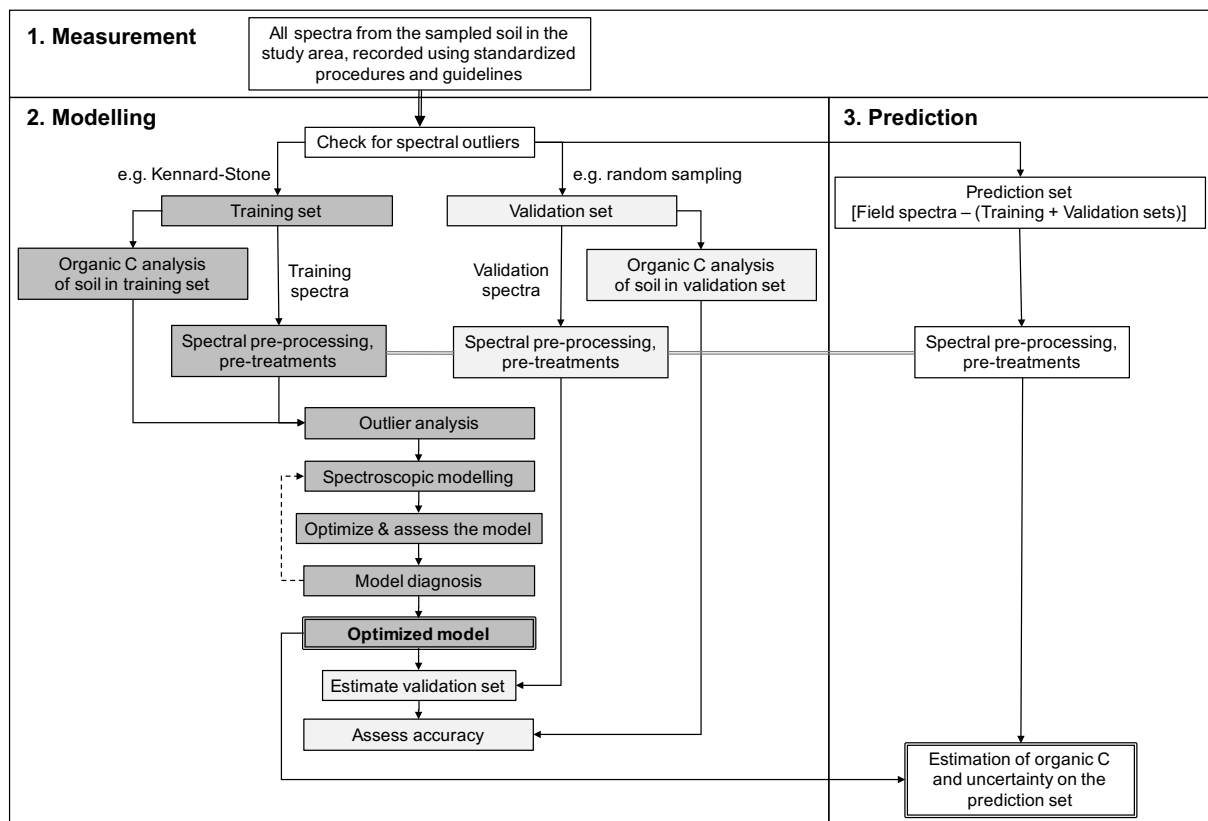 1. Measurement
All spectra from the sampled soil in the
study area, recorded using standardized
procedures and guidelines
2. Modelling
3. Prediction
Check for spectral outliers
e.g. Kennard-Stone
e.g. random sampling
Training set
Validation set
Prediction set
[Field spectra – (Training + Validation sets)]
Organic C analysis
of soil in training set
Training
spectra
Validation
spectra
Organic C analysis
of soil in validation set
Spectral pre-processing,
pre-treatments
Spectral pre-processing,
pre-treatments
Spectral pre-processing,
pre-treatments
Outlier analysis
Spectroscopic modelling
Optimize & assess the model
Model diagnosis
Optimized model
Estimate validation set
Assess accuracy
Estimation of organic C
and uncertainty on the
prediction set